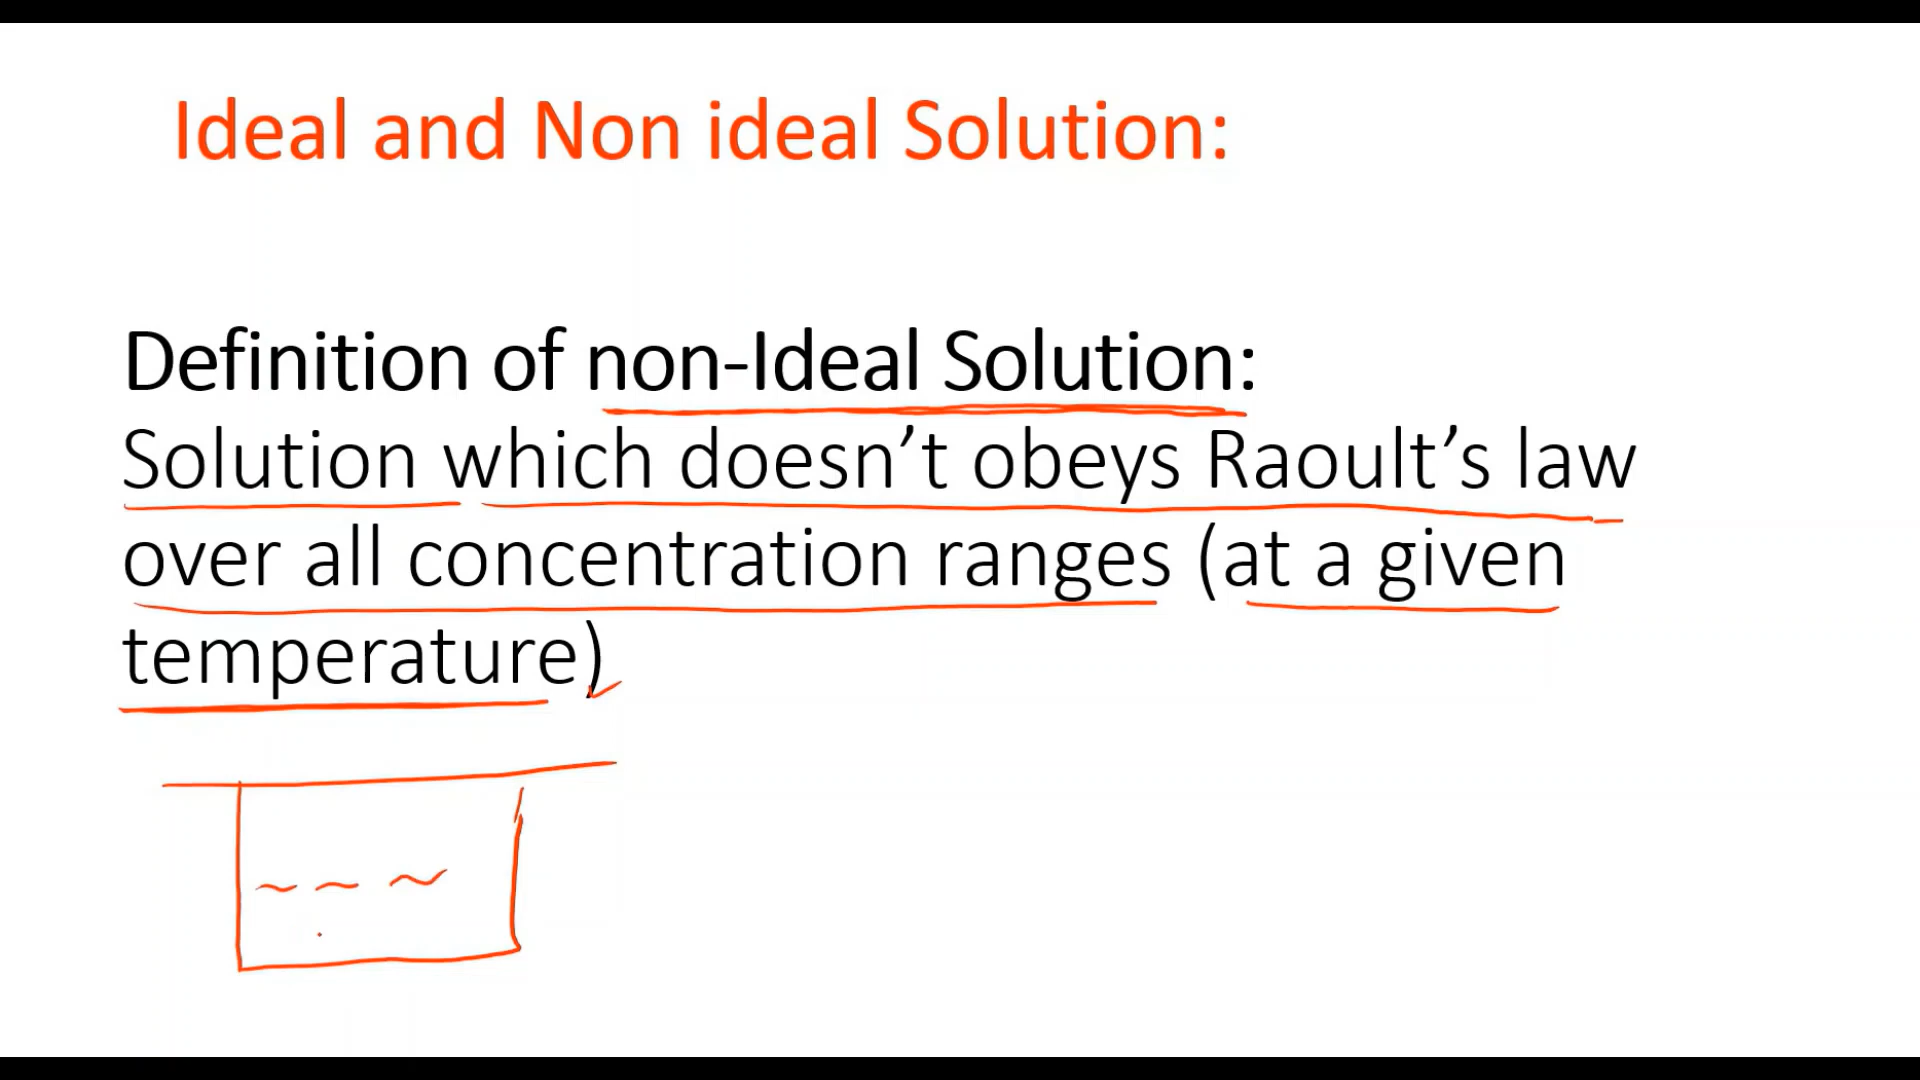 Ideal and Non ideal Solution:
Definition of non-Ideal Solution:
Solution which doesn’t obeys Raoult’s law
over all concentration ranges (at a given
temperature)